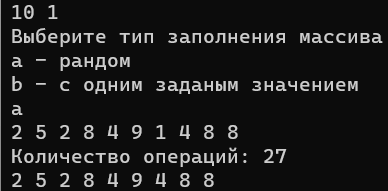 10 1
Выберите тип заполнения массива
a - рандом
b - с одним заданым значением
a
2 5 2 8 4 9 1 4 8 8
Количество операций: 27
2 5 2 8 4 9 4 8 8